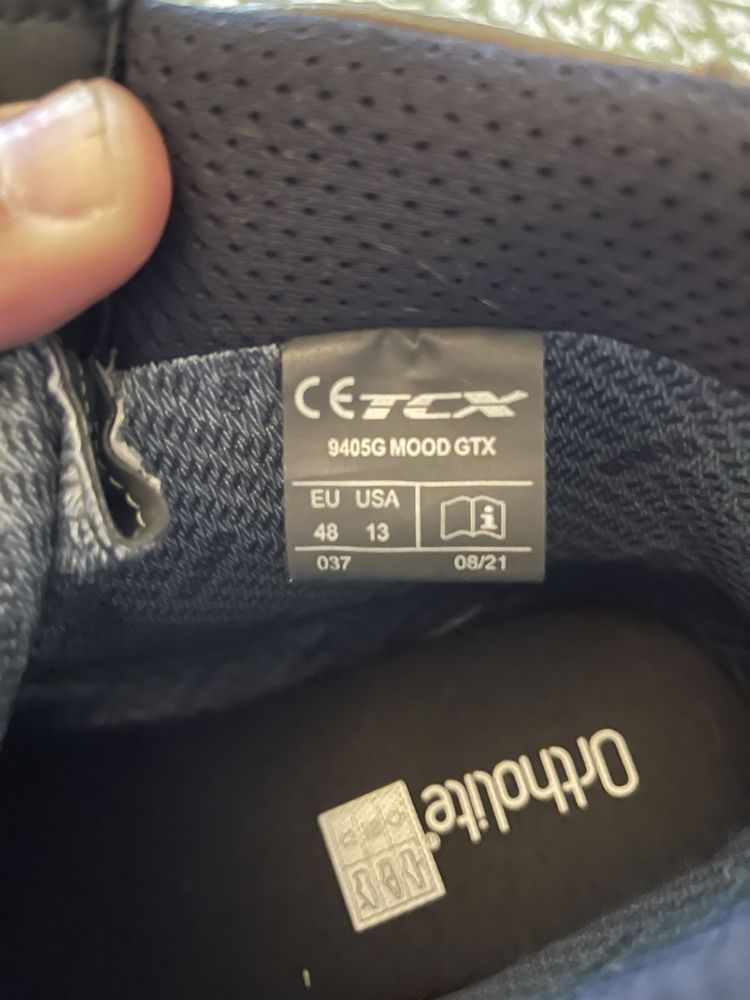 CE TCX
9405G MOOD GTX
EU USA
48 13
037 08/21
Ortholite®